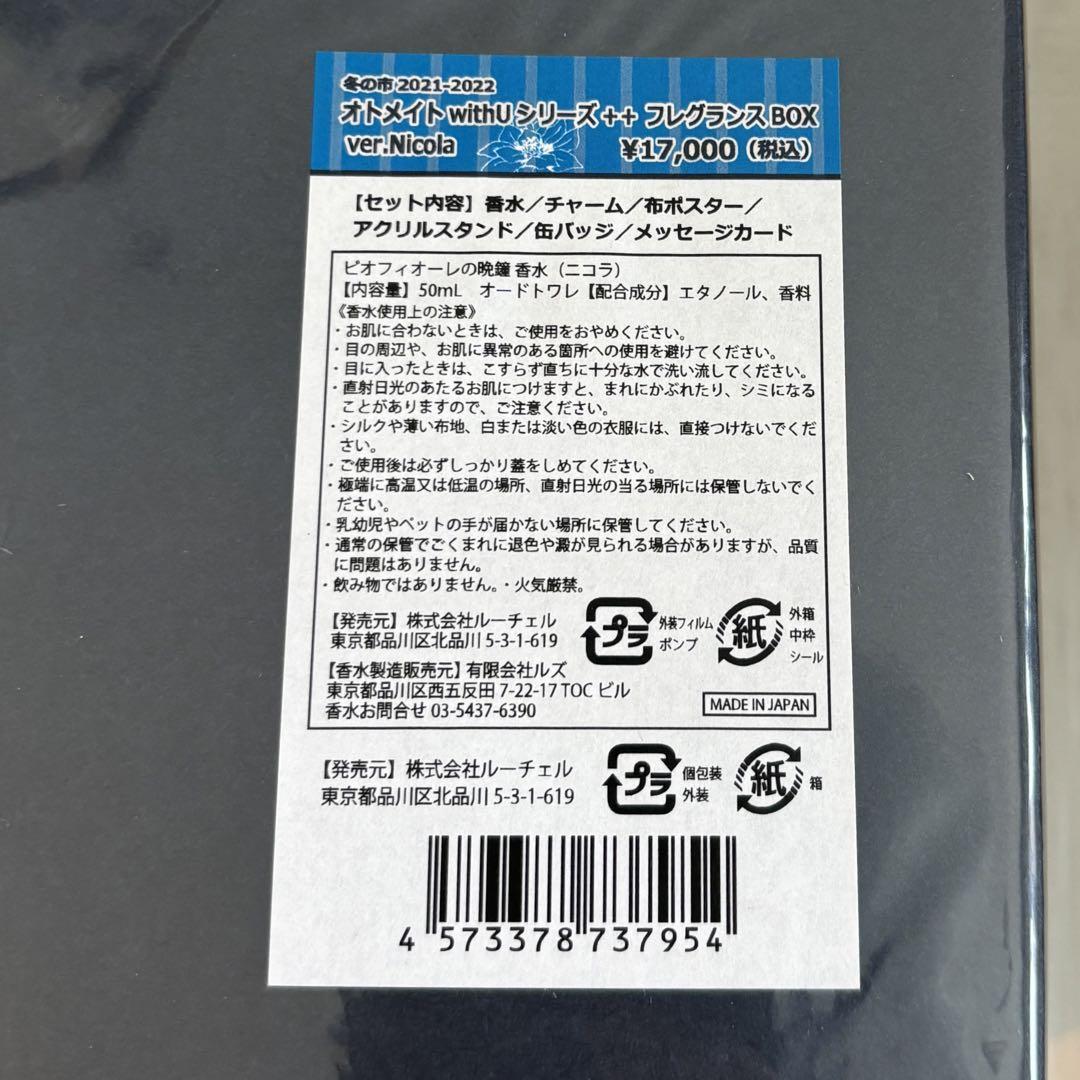 冬の市 2021-2022
オトメイト withU シリーズ++ フレグランス BOX
ver.Nicola ¥17,000（税込）
【セット内容】香水／チャーム／布ポスター／
アクリルスタンド／缶バッジ／メッセージカード
ピオフィオーレの晩鐘 香水（ニコラ）
【内容量】50mL オードトワレ【配合成分】エタノール、香料
《香水使用上の注意》
・お肌に合わないときは、ご使用をおやめください。
・目の周辺や、お肌に異常のある箇所への使用を避けてください。
・目に入ったときは、こすらず直ちに十分な水で洗い流してください。
・直射日光のあたるお肌につけますと、まれにかぶれたり、シミになる
ことがありますので、ご注意ください。
・シルクや薄い布地、白または淡い色の衣服には、直接つけないでくだ
さい。
・ご使用後は必ずしっかり蓋をしめてください。
・極端に高温又は低温の場所、直射日光の当る場所には保管しないでく
ださい。
・乳幼児やペットの手が届かない場所に保管してください。
・通常の保管でごくまれに退色や澱が見られる場合がありますが、品質
に問題はありません。
・飲み物ではありません。・火気厳禁。
【発売元】株式会社ルーチェル
東京都品川区北品川 5-3-1-619
プラ 外装フィルム
ポンプ
紙 外箱
中枠
シール
【香水製造販売元】有限会社ルズ
東京都品川区西五反田 7-22-17 TOC ビル
香水お問合せ 03-5437-6390
MADE IN JAPAN
【発売元】株式会社ルーチェル
東京都品川区北品川 5-3-1-619
プラ 個包装
外装
紙 箱
4 573378 737954